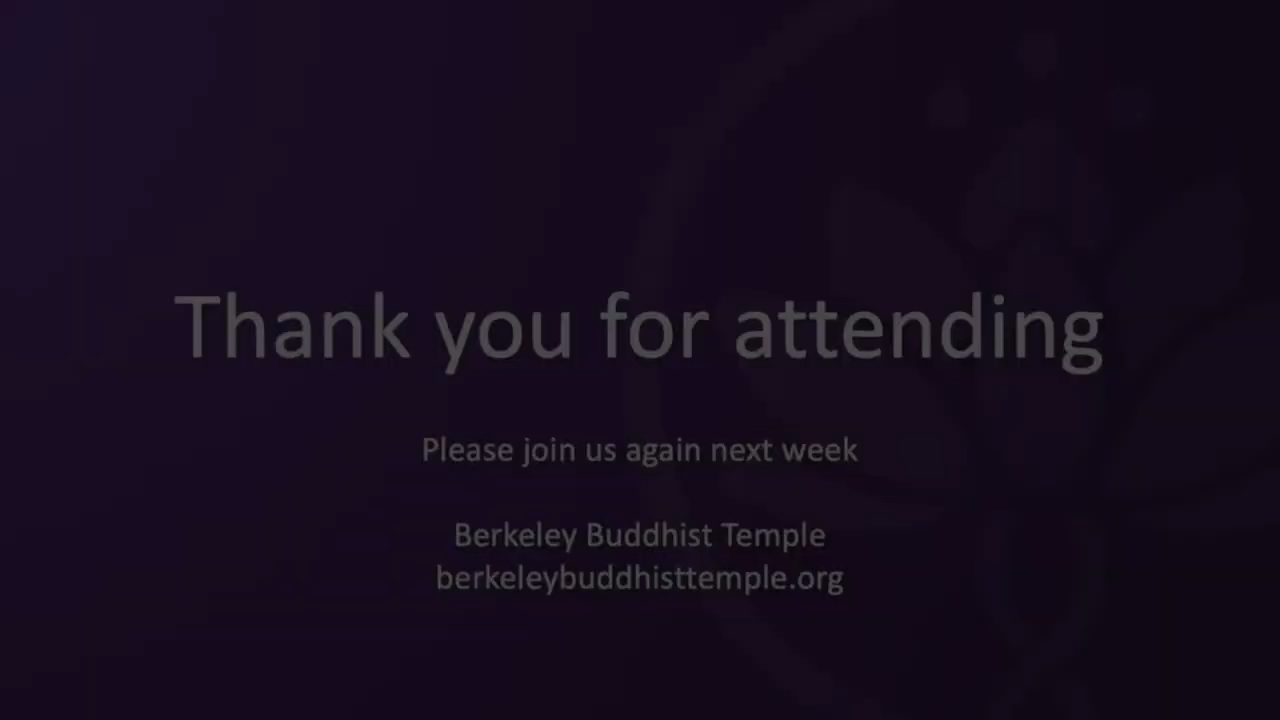 Thank you for attending
Please join us again next week
Berkeley Buddhist Temple
berkeleybuddhisttemple.org